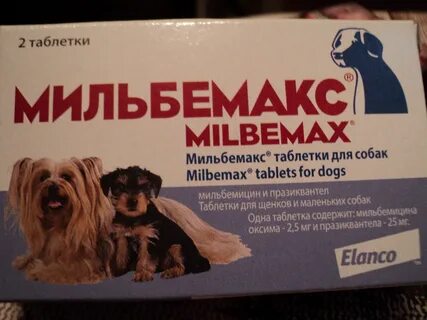 2 таблетки
МИЛЬБЕМАКС®
MILBEMAX®
Мильбемакс® таблетки для собак
Milbemax® tablets for dogs
мильбемицин и празиквантел
Таблетки для щенков и маленьких собак
Одна таблетка содержит: мильбемицина
оксима - 2,5 мг и празиквантела - 25 мг.
Elanco